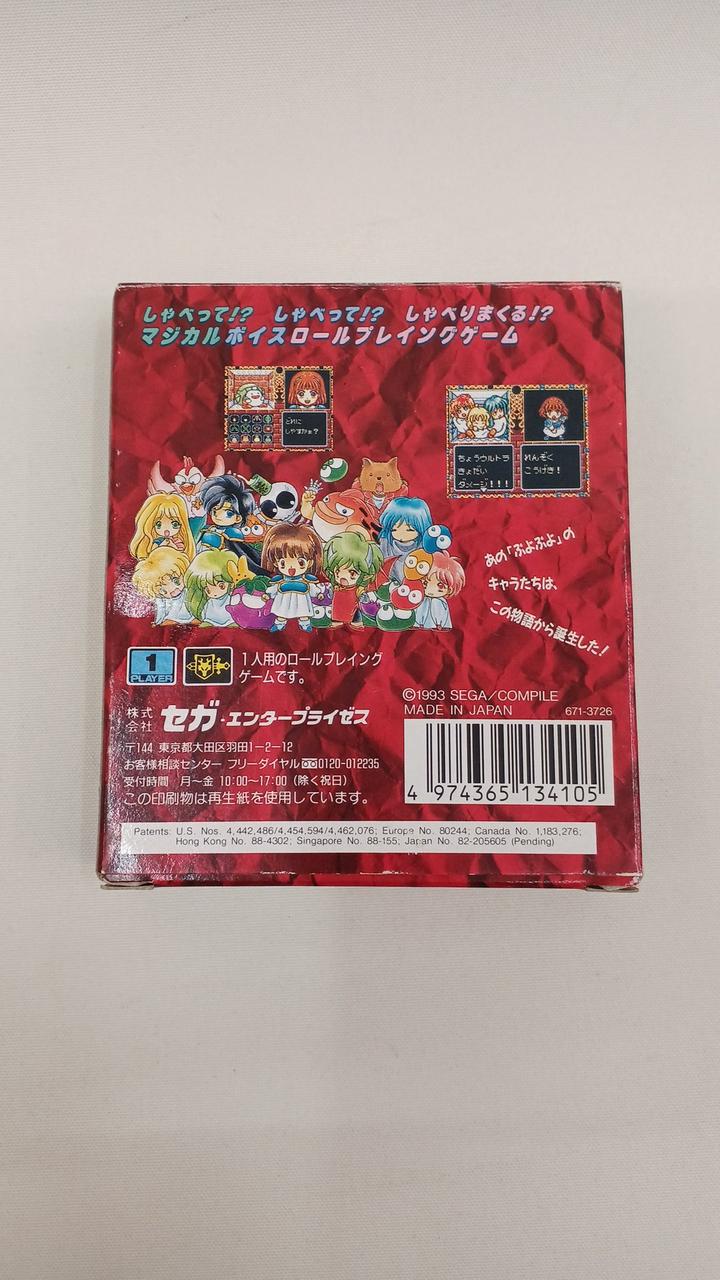 しゃべって!?　しゃべって!?　しゃべりまくる!?
マジカルボイスロールプレイングゲーム
どれに
しますかぁ？
ちょうウルトラ
きょだい
ダメージ!!!
れんぞく
こうげき！
あの「ぷよぷよ」の
キャラたちは、
この物語から誕生した！
1
PLAYER
1人用のロールプレイング
ゲームです。
©1993 SEGA/COMPILE
MADE IN JAPAN
671-3726
株式会社 セガ・エンタープライゼス
〒144 東京都大田区羽田1-2-12
お客様相談センター フリーダイヤル 0120-012235
受付時間　月～金 10:00～17:00（除く祝日）
この印刷物は再生紙を使用しています。
4 974365 134105
Patents: U.S. Nos. 4,442,486/4,454,594/4,462,076; Europe No. 80244; Canada No. 1,183,276;
Hong Kong No. 88-4302; Singapore No. 88-155; Japan No. 82-205605 (Pending)